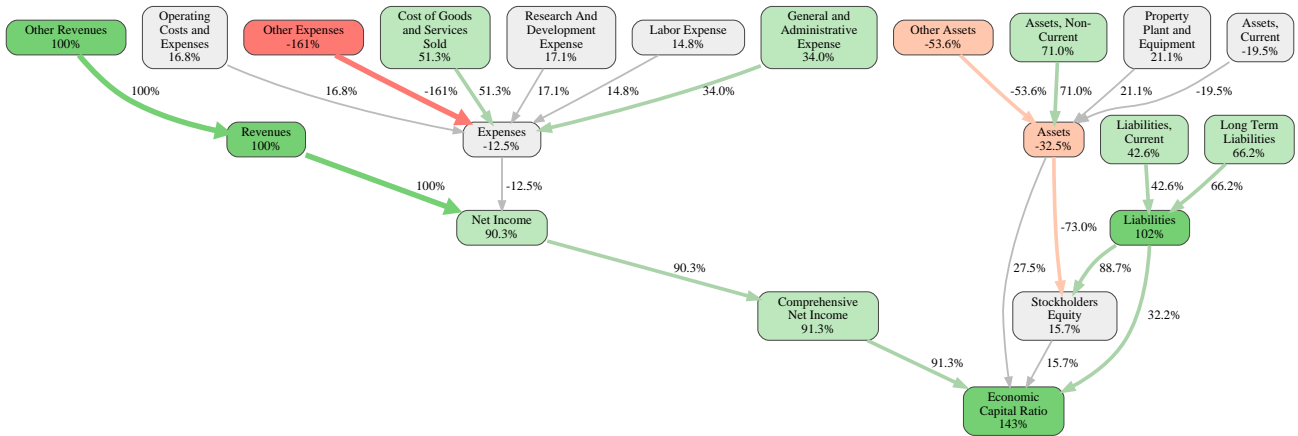 Other Revenues
100%
Operating
Costs and
Expenses
16.8%
Other Expenses
-161%
Cost of Goods
and Services
Sold
51.3%
Research And
Development
Expense
17.1%
Labor Expense
14.8%
General and
Administrative
Expense
34.0%
Other Assets
-53.6%
Assets, Non-
Current
71.0%
Property
Plant and
Equipment
21.1%
Assets,
Current
-19.5%
100%
16.8%
-161%
51.3%
17.1%
14.8%
34.0%
-53.6%
71.0%
21.1%
-19.5%
Revenues
100%
Expenses
-12.5%
Assets
-32.5%
Liabilities,
Current
42.6%
Long Term
Liabilities
66.2%
100%
-12.5%
42.6%
66.2%
Net Income
90.3%
-73.0%
Liabilities
102%
90.3%
27.5%
88.7%
Comprehensive
Net Income
91.3%
Stockholders
Equity
15.7%
32.2%
91.3%
15.7%
Economic
Capital Ratio
143%